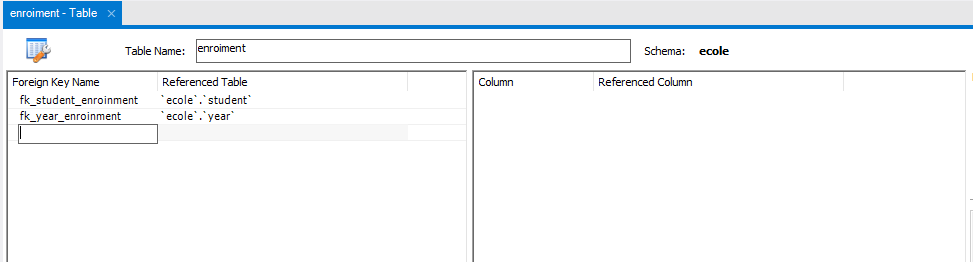 enroiment - Table ×
Table Name: enroiment Schema: ecole
Foreign Key Name Referenced Table Column Referenced Column
fk_student_enroinment `ecole`.`student`
fk_year_enroinment `ecole`.`year`